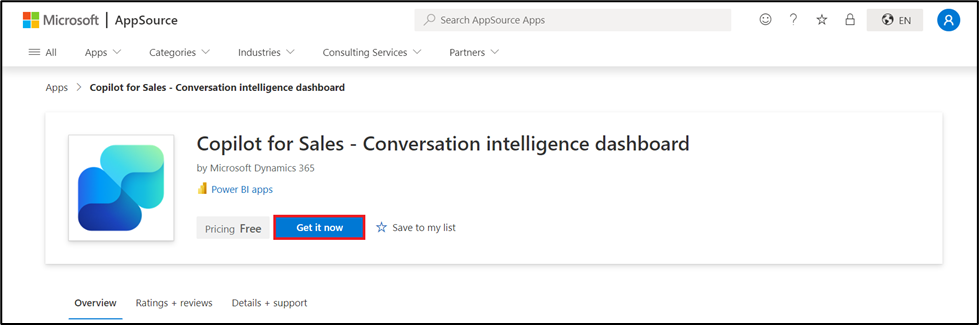 Microsoft | AppSource
Search AppSource Apps
?
EN
All Apps Categories Industries Consulting Services Partners
Apps > Copilot for Sales - Conversation intelligence dashboard
Copilot for Sales - Conversation intelligence dashboard
by Microsoft Dynamics 365
Power BI apps
Pricing Free Get it now Save to my list
Overview Ratings + reviews Details + support